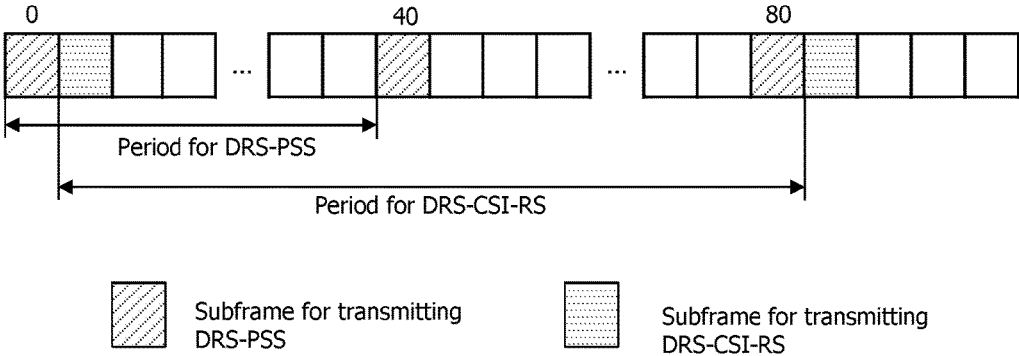 0 40 80
... ...
Period for DRS-PSS
Period for DRS-CSI-RS
Subframe for transmitting
DRS-PSS
Subframe for transmitting
DRS-CSI-RS